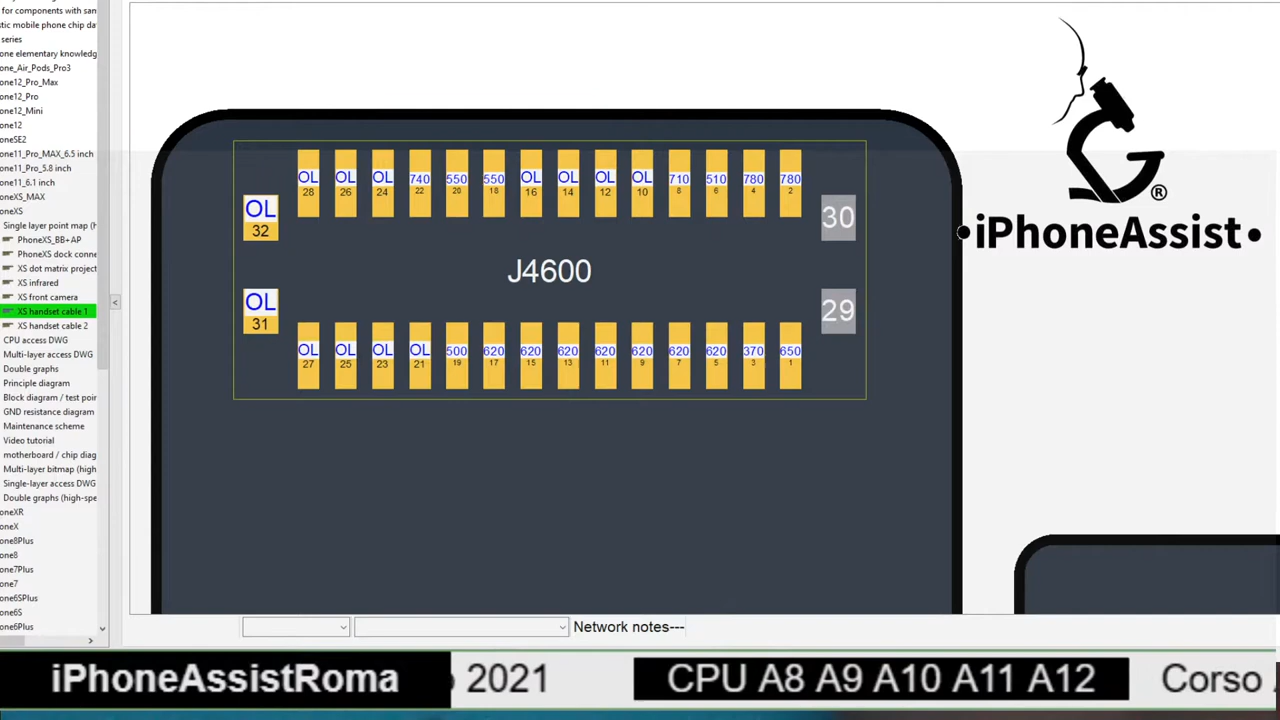 for components with san
stic mobile phone chip da
series
one elementary knowledg
one_Air_Pods_Pro3
one12_Pro_Max
one12_Pro
one12_Mini
one12
oneSE2
one11_Pro_MAX_6.5 inch
one11_Pro_5.8 inch
one11_6.1 inch
oneXS_MAX
oneXS
Single layer point map (h
PhoneXS_BB+AP
PhoneXS dock conne
XS dot matrix project
XS infrared
XS front camera
XS handset cable 1
XS handset cable 2
CPU access DWG
Multi-layer access DWG
Double graphs
Principle diagram
Block diagram / test poin
GND resistance diagram
Maintenance scheme
Video tutorial
motherboard / chip diag
Multi-layer bitmap (high
Single-layer access DWG
Double graphs (high-spe
oneXR
oneX
one8Plus
one8
one7Plus
one7
one6SPlus
one6S
one6Plus
<
OL OL OL 740 550 550 OL OL OL OL 710 510 780 780
28 26 24 22 26 18 16 14 12 10 8 6 4 2
OL
32
30
J4600
OL
31
29
OL OL OL OL 500 620 620 620 620 620 620 620 370 650
27 25 23 21 19 17 15 13 11 9 7 5 3 1
®
•iPhoneAssist•
Network notes---
iPhoneAssistRoma
2021
CPU A8 A9 A10 A11 A12
Corso